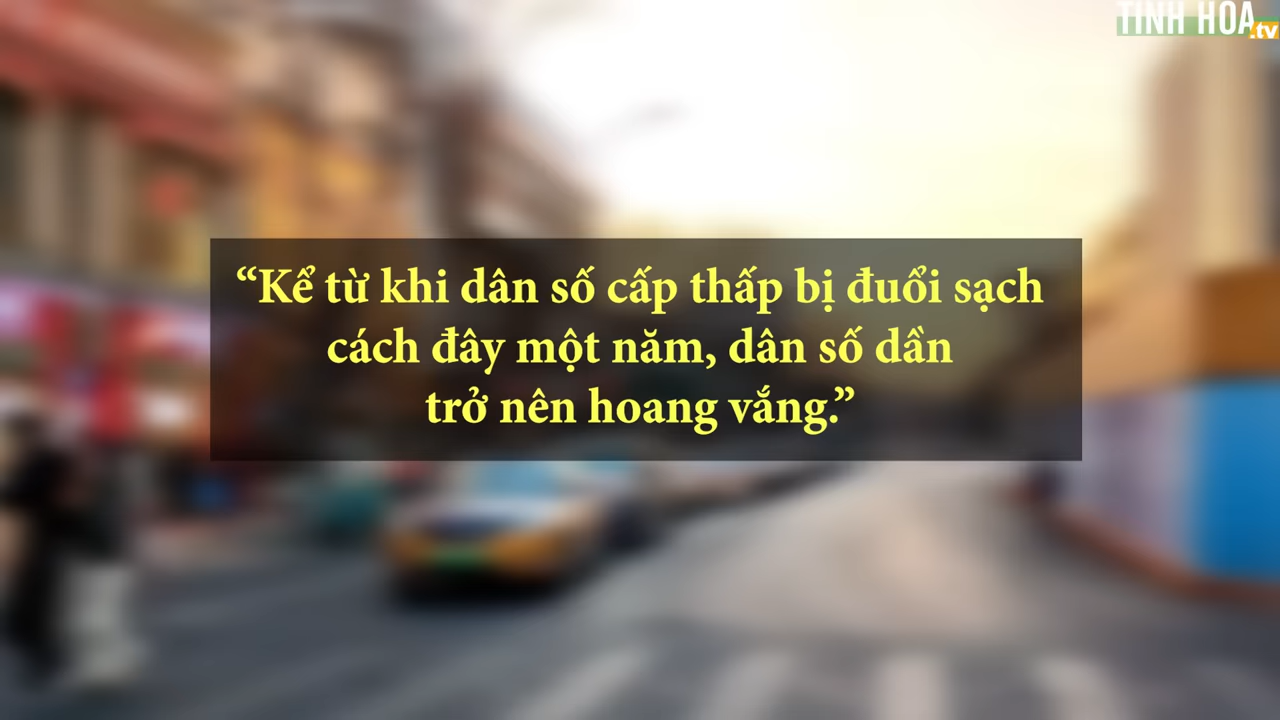 TINH HOA.tv
“Kể từ khi dân số cấp thấp bị đuổi sạch
cách đây một năm, dân số dần
trở nên hoang vắng.”